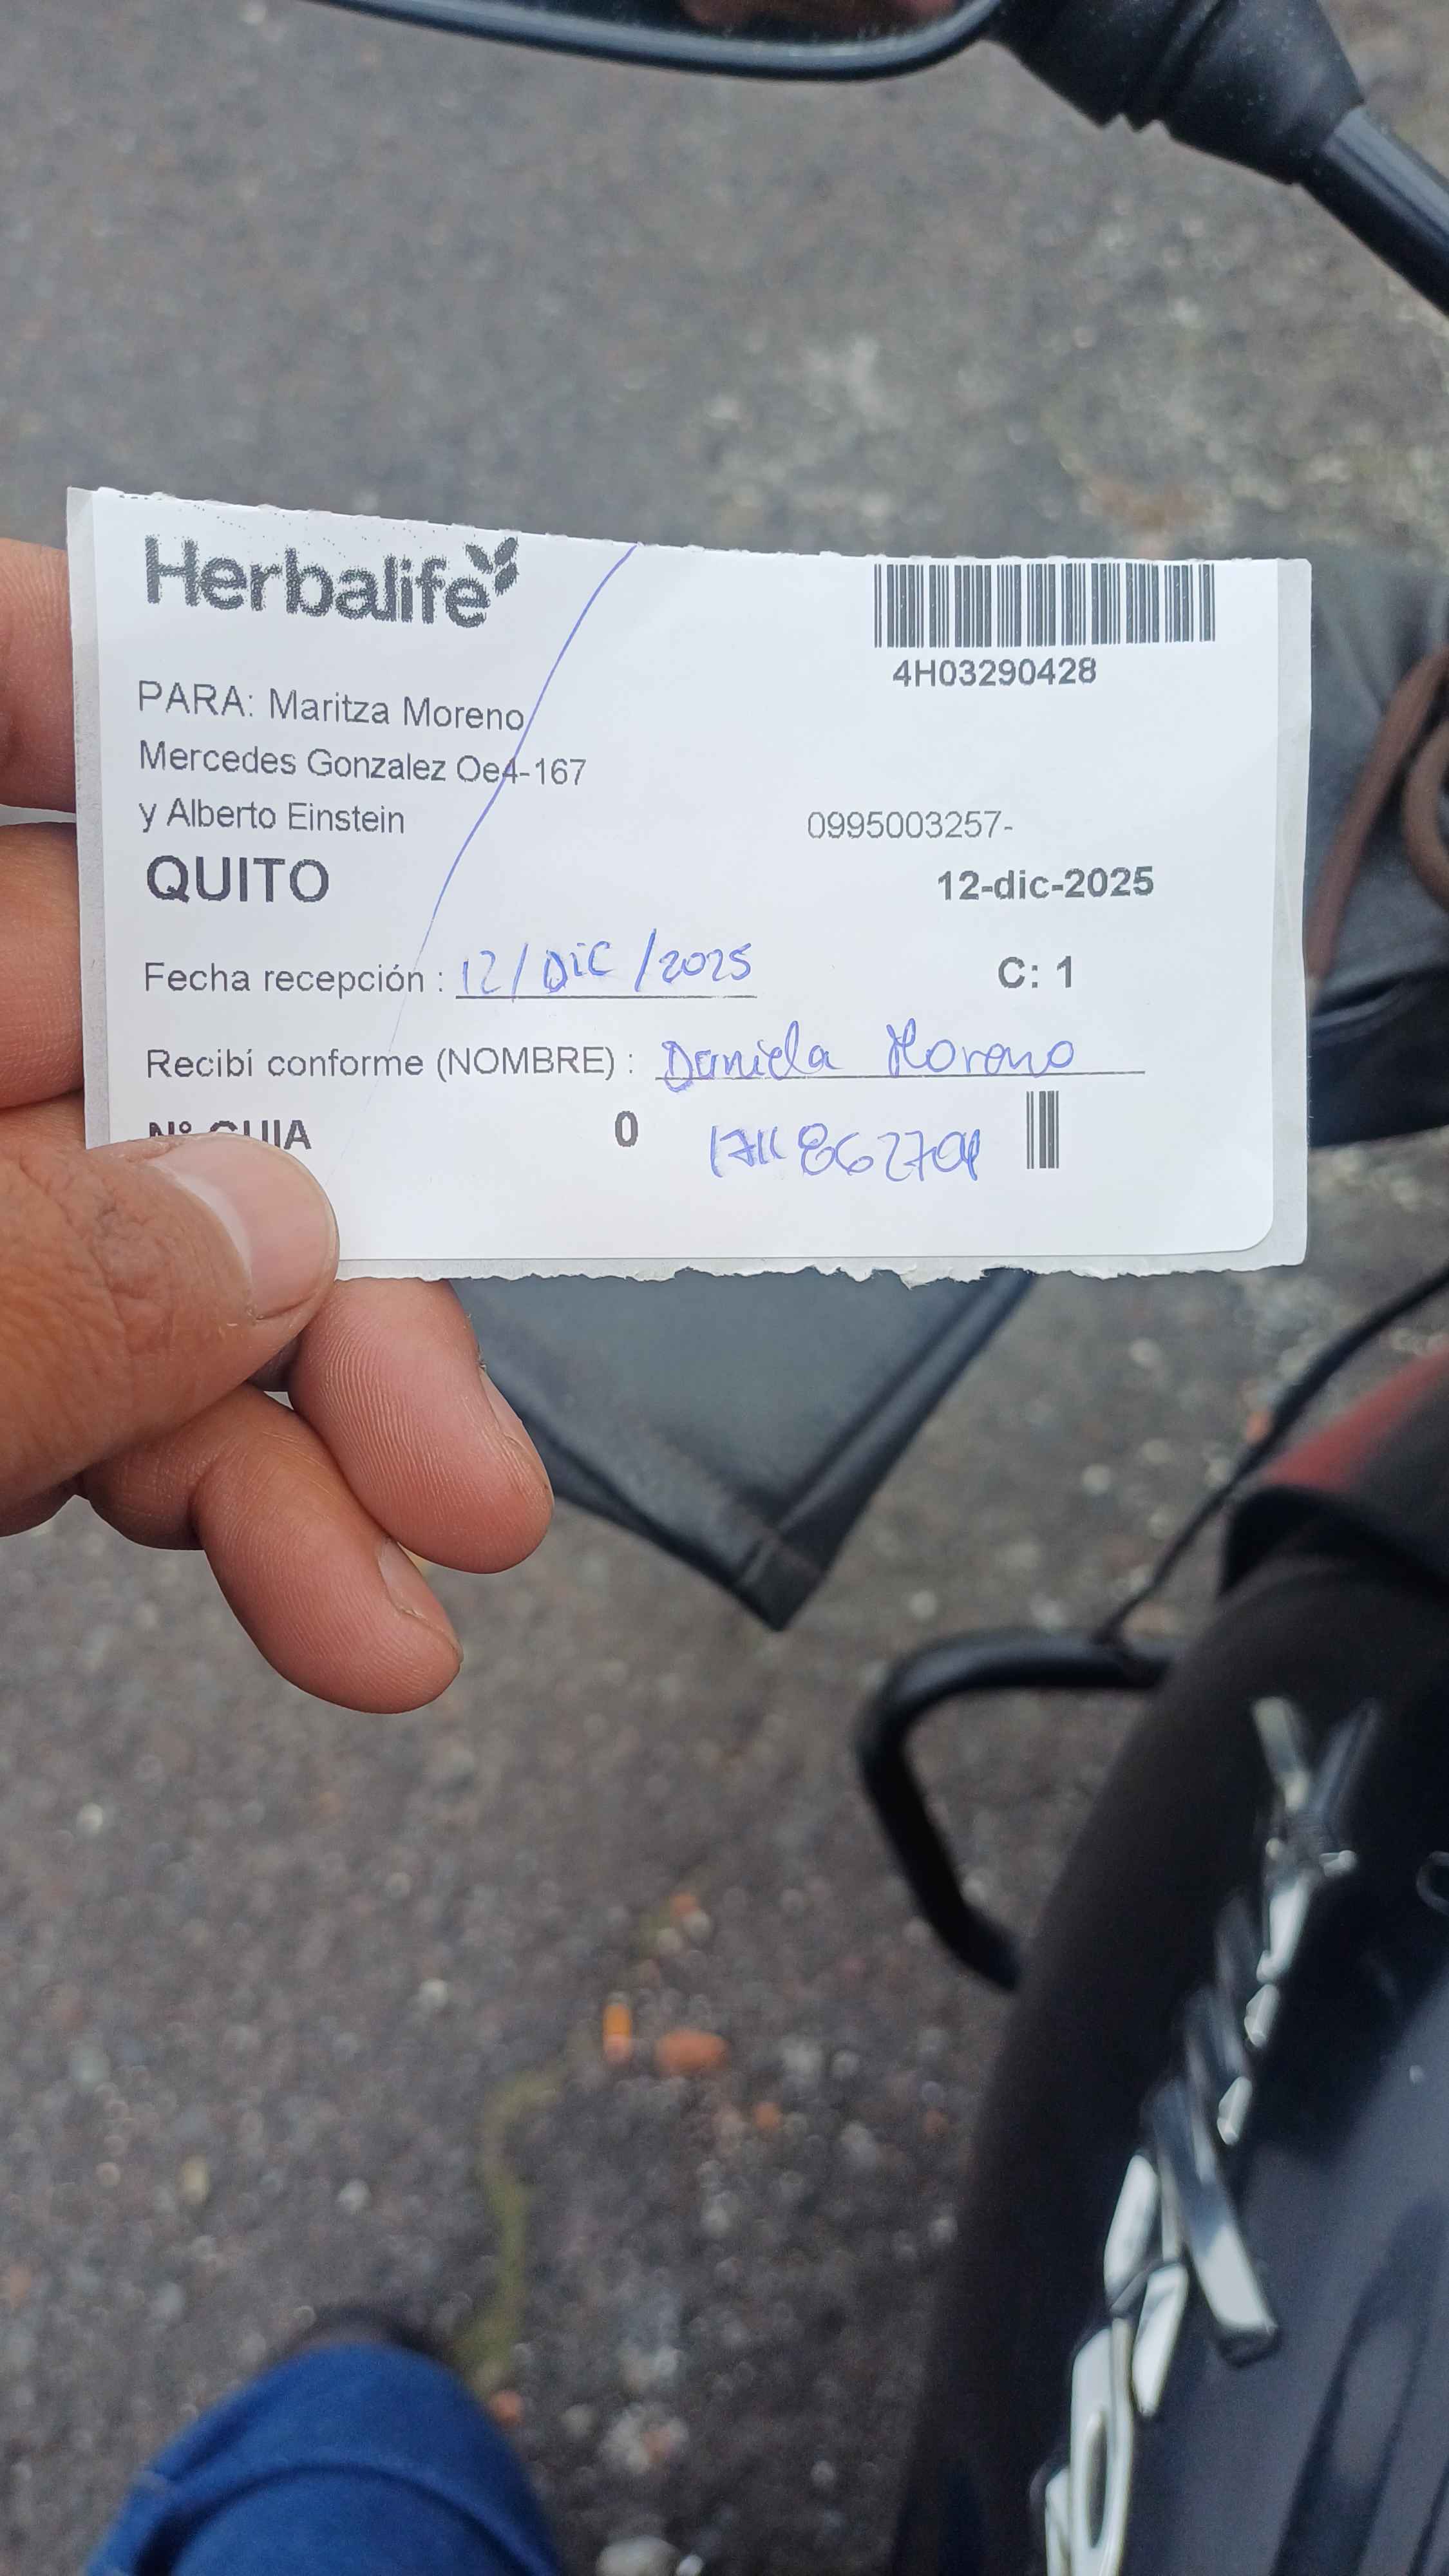 Herbalife
4H03290428
PARA: Maritza Moreno
Mercedes Gonzalez Oe4-167
y Alberto Einstein
0995003257-
QUITO
12-dic-2025
Fecha recepción : 12/DiC/2025
C: 1
Recibí conforme (NOMBRE) : Daniela Moreno
N° GUIA 0